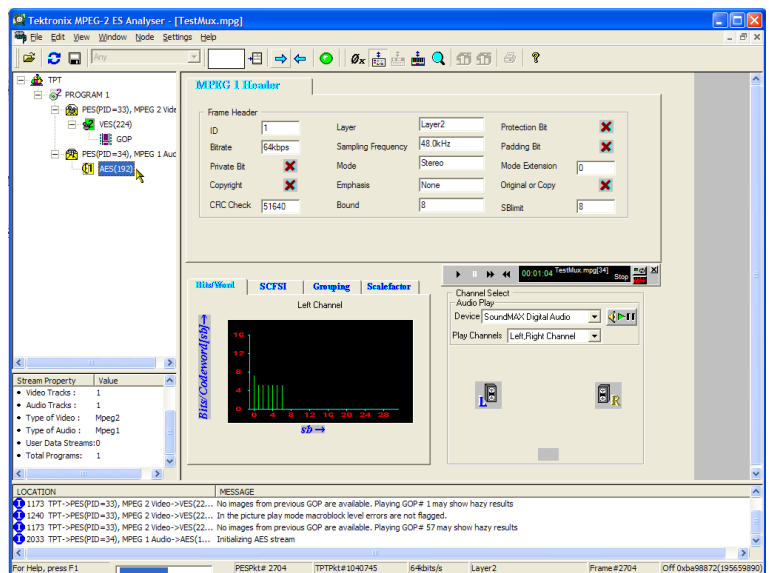 Tektronix MPEG-2 ES Analyser - [TestMux.mpg]
File Edit View Window Node Settings Help
Any
TPT
PROGRAM 1
PES(PID=33), MPEG 2 Vide
VES(224)
GOP
PES(PID=34), MPEG 1 Auc
AES(192)
MPEG 1 Header
Frame Header
ID 1 Layer Layer2 Protection Bit
Bitrate 64kbps Sampling Frequency 48.0kHz Padding Bit
Private Bit Mode Stereo Mode Extension 0
Copyright Emphasis None Original or Copy
CRC Check 51640 Bound 8 SBlimit 8
00:01:04 TestMux.mpg[34] Stop
Bits/Word SCFSI Grouping Scalefactor
Left Channel
Bits/Codeword[sb]→
16
12
8
4
0
0 4 8 12 16 20 24 28
sb→
Channel Select
Audio Play
Device SoundMAX Digital Audio
Play Channels Left,Right Channel
L R
Stream Property Value
Video Tracks : 1
Audio Tracks : 1
Type of Video : Mpeg2
Type of Audio : Mpeg1
User Data Streams:0
Total Programs: 1
LOCATION MESSAGE
1173 TPT->PES(PID=33), MPEG 2 Video->VES(22... No images from previous GOP are available. Playing GOP# 1 may show hazy results
1240 TPT->PES(PID=33), MPEG 2 Video->VES(22... In the picture play mode macroblock level errors are not flagged.
1173 TPT->PES(PID=33), MPEG 2 Video->VES(22... No images from previous GOP are available. Playing GOP# 57 may show hazy results
2033 TPT->PES(PID=34), MPEG 1 Audio->AES(1... Initializing AES stream
For Help, press F1 PESPkt# 2704 TPTPkt#1040745 64kbits/s Layer2 Frame#2704 Off 0xba98872(195659890)